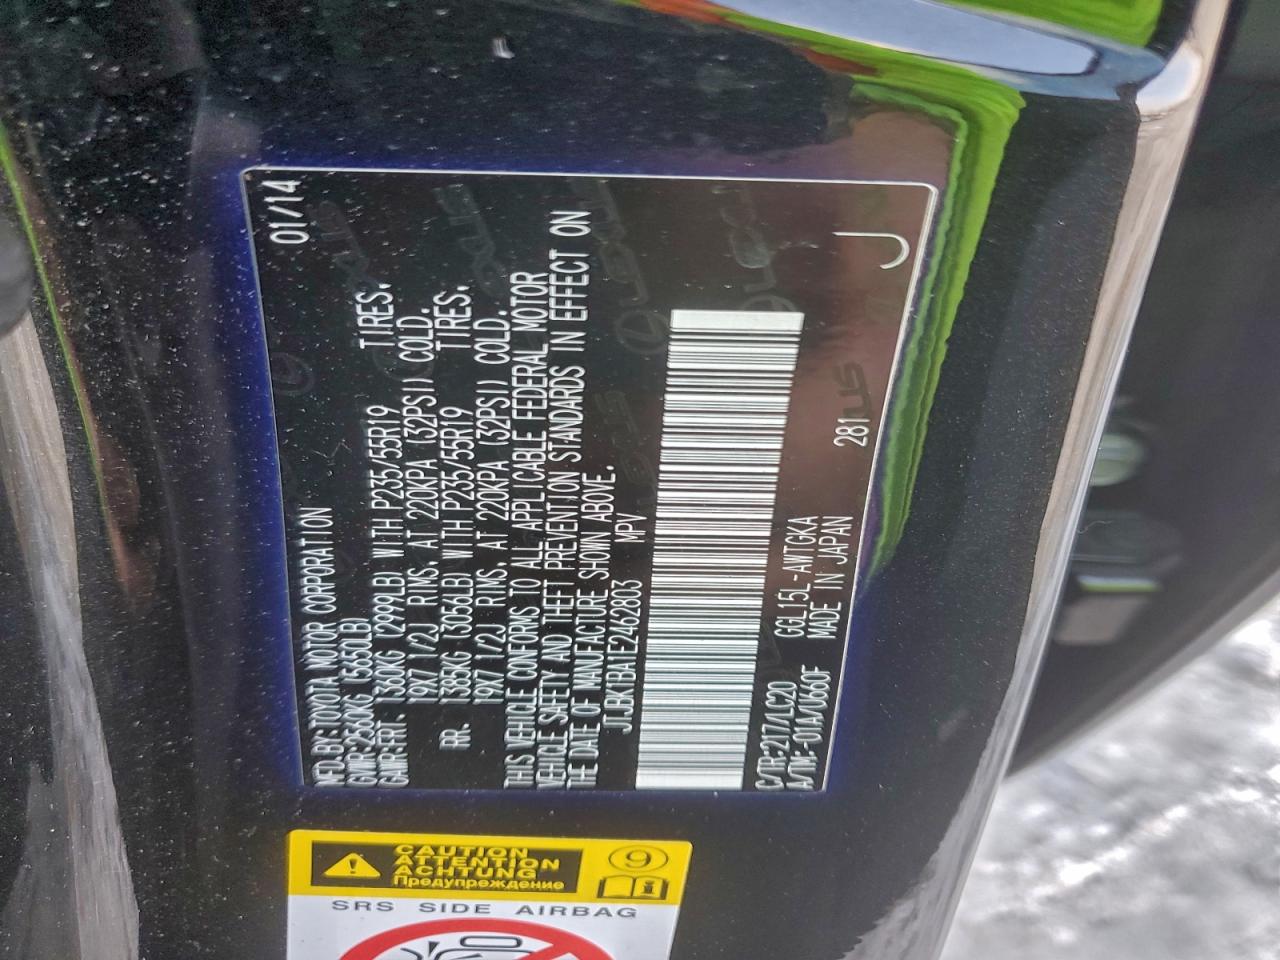 01/14
MFD.BY:TOYOTA MOTOR CORPORATION
GVWR:2560KG (5650LB)
GAWR:FRT. 1360KG (2999LB) WITH P235/55R19 TIRES,
19X7 1/2J RIMS, AT 220KPA (32PSI) COLD.
RR. 1385KG (3056LB) WITH P235/55R19 TIRES,
19X7 1/2J RIMS, AT 220KPA (32PSI) COLD.
THIS VEHICLE CONFORMS TO ALL APPLICABLE FEDERAL MOTOR
VEHICLE SAFETY AND THEFT PREVENTION STANDARDS IN EFFECT ON
THE DATE OF MANUFACTURE SHOWN ABOVE.
JTJBK1BA1E2462803 MPV
C/TR:217/LC20 GGL15L-AWTGKA
A/TM:-01A/U660F MADE IN JAPAN
281
J
CAUTION
ATTENTION
ACHTUNG
Предупреждение
9
i
SRS SIDE AIRBAG